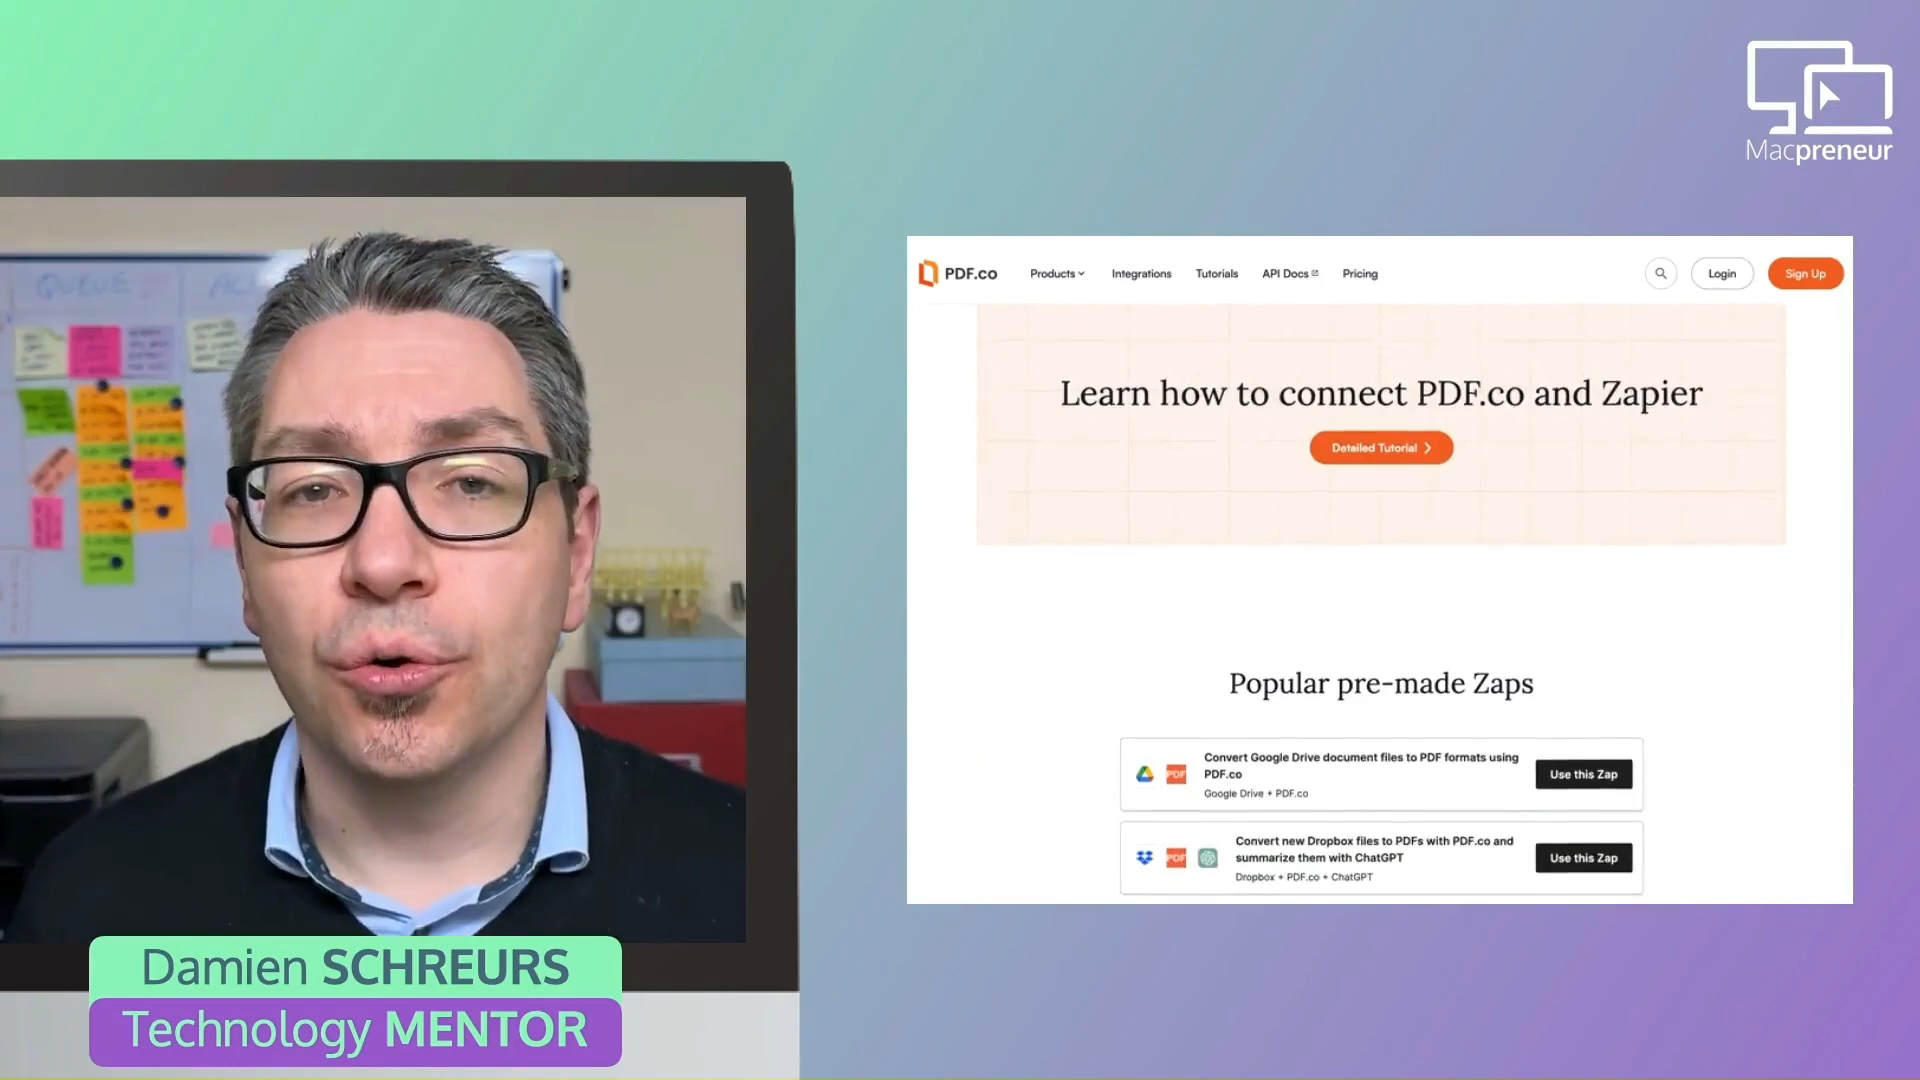 Macpreneur
QUEUE
PDF.co
Products
Integrations
Tutorials
API Docs
Pricing
Login
Sign Up
Learn how to connect PDF.co and Zapier
Detailed Tutorial
Popular pre-made Zaps
PDF
Convert Google Drive document files to PDF formats using
PDF.co
Google Drive + PDF.co
Use this Zap
PDF
Convert new Dropbox files to PDFs with PDF.co and
summarize them with ChatGPT
Dropbox + PDF.co + ChatGPT
Use this Zap
Damien SCHREURS
Technology MENTOR